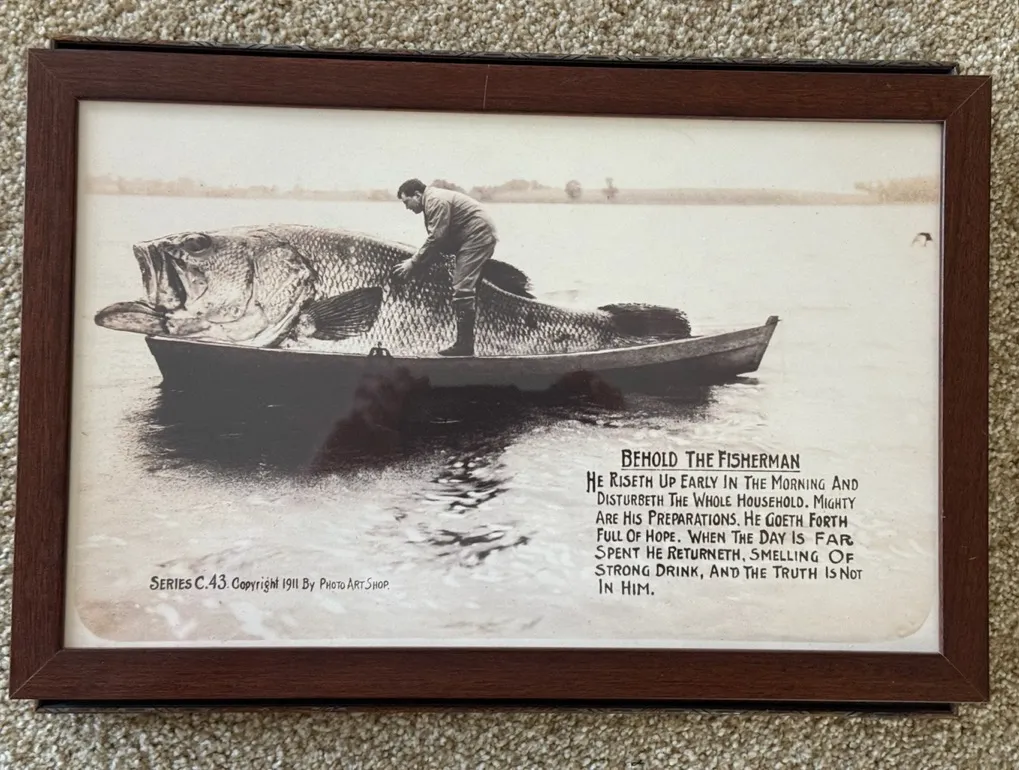 BEHOLD THE FISHERMAN
HE RISETH UP EARLY IN THE MORNING AND
DISTURBETH THE WHOLE HOUSEHOLD. MIGHTY
ARE HIS PREPARATIONS. HE GOETH FORTH
FULL OF HOPE. WHEN THE DAY IS FAR
SPENT HE RETURNETH, SMELLING OF
STRONG DRINK, AND THE TRUTH IS NOT
IN HIM.
SERIES C.43. Copyright 1911 By PHOTO ART SHOP.